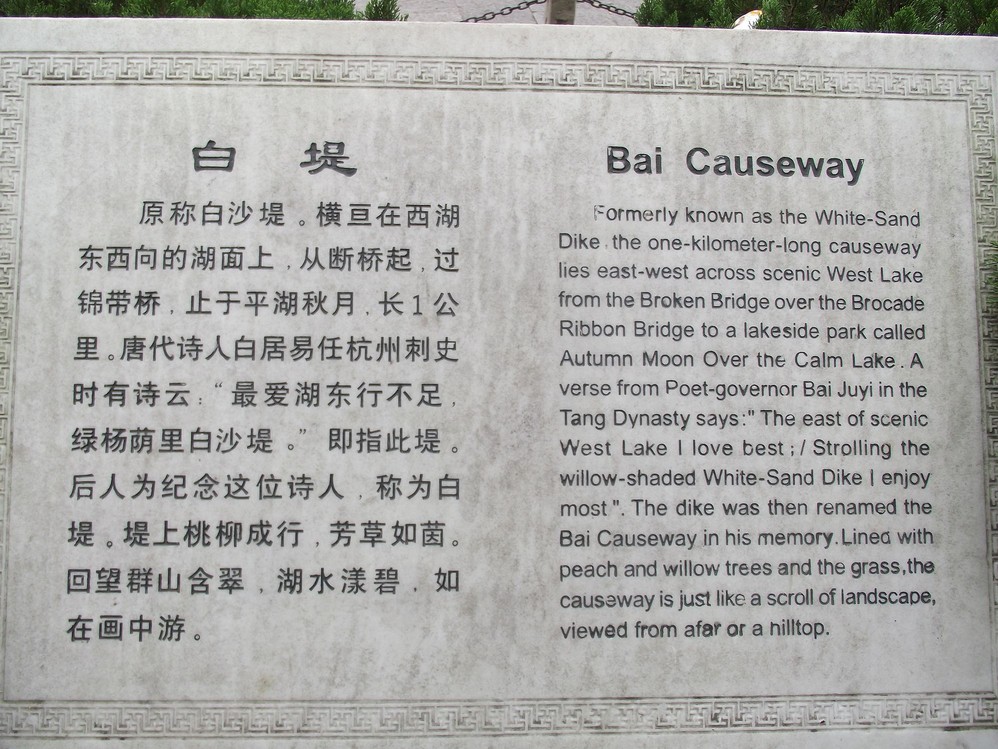 白 堤
原称白沙堤。横亘在西湖
东西向的湖面上,从断桥起,过
锦带桥,止于平湖秋月,长1公
里。唐代诗人白居易任杭州刺史
时有诗云:“最爱湖东行不足,
绿杨荫里白沙堤。” 即指此堤。
后人为纪念这位诗人,称为白
堤。堤上桃柳成行,芳草如茵。
回望群山含翠,湖水漾碧,如
在画中游。
Bai Causeway
Formerly known as the White-Sand
Dike, the one-kilometer-long causeway
lies east-west across scenic West Lake
from the Broken Bridge over the Brocade
Ribbon Bridge to a lakeside park called
Autumn Moon Over the Calm Lake. A
verse from Poet-governor Bai Juyi in the
Tang Dynasty says:" The east of scenic
West Lake I love best ; / Strolling the
willow-shaded White-Sand Dike I enjoy
most ". The dike was then renamed the
Bai Causeway in his memory.Lined with
peach and willow trees and the grass,the
causeway is just like a scroll of landscape,
viewed from afar or a hilltop.